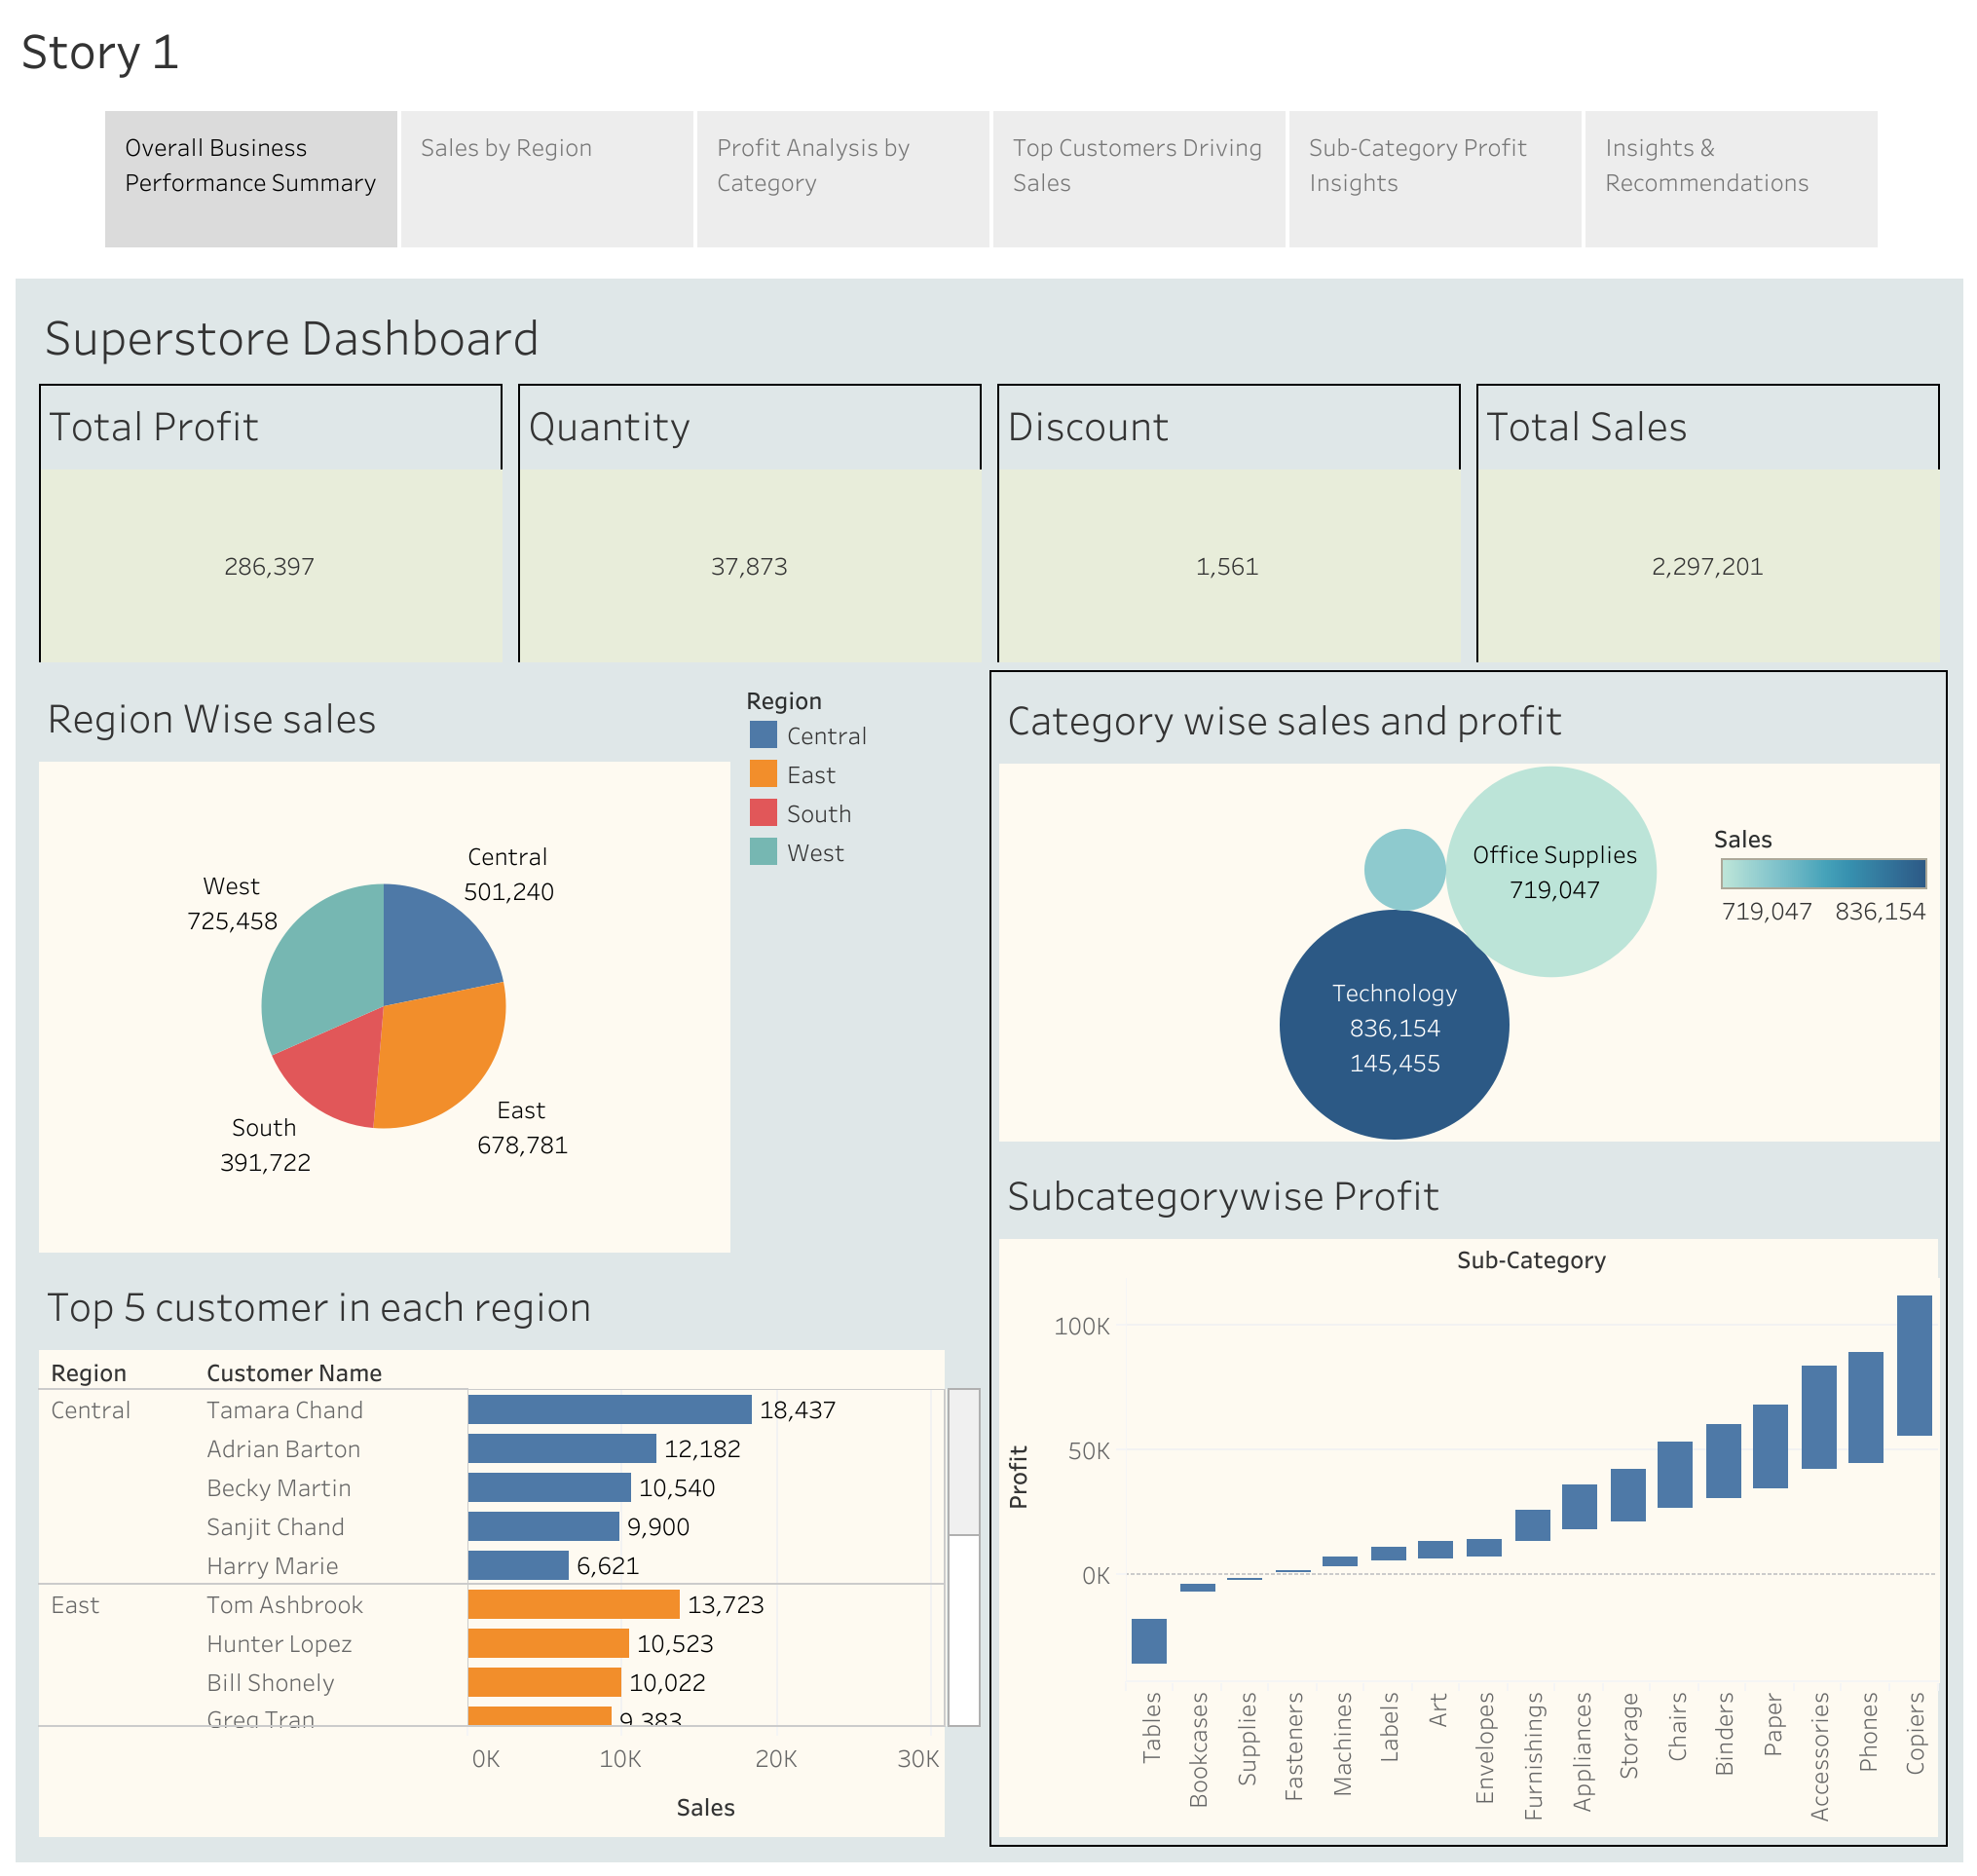 Story 1
Overall Business
Performance Summary
Sales by Region
Profit Analysis by
Category
Top Customers Driving
Sales
Sub-Category Profit
Insights
Insights &
Recommendations
Superstore Dashboard
Total Profit
286,397
Quantity
37,873
Discount
1,561
Total Sales
2,297,201
Region Wise sales
Region
Central
East
South
West
Central
501,240
West
725,458
East
678,781
South
391,722
Category wise sales and profit
Office Supplies
719,047
Technology
836,154
145,455
Sales
719,047 836,154
Top 5 customer in each region
Region Customer Name
Central Tamara Chand 18,437
Adrian Barton 12,182
Becky Martin 10,540
Sanjit Chand 9,900
Harry Marie 6,621
East Tom Ashbrook 13,723
Hunter Lopez 10,523
Bill Shonely 10,022
Greg Tran 9,383
0K 10K 20K 30K
Sales
Subcategorywise Profit
Sub-Category
Profit
100K
50K
0K
Tables
Bookcases
Supplies
Fasteners
Machines
Labels
Art
Envelopes
Furnishings
Appliances
Storage
Chairs
Binders
Paper
Accessories
Phones
Copiers